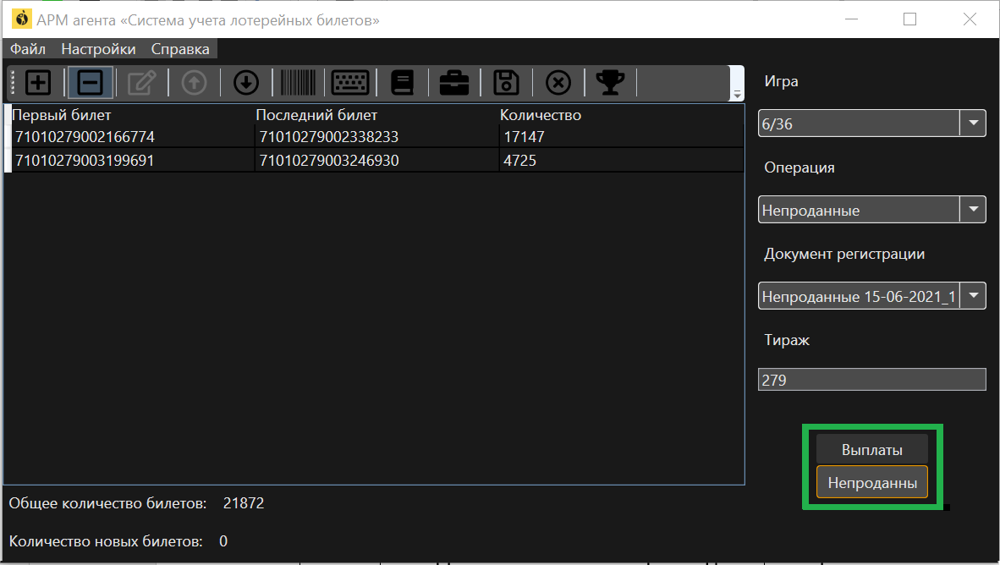 АРМ агента «Система учета лотерейных билетов»
Файл Настройки Справка
Первый билет Последний билет Количество
71010279002166774 71010279002338233 17147
71010279003199691 71010279003246930 4725
Игра
6/36
Операция
Непроданные
Документ регистрации
Непроданные 15-06-2021_1
Тираж
279
Выплаты
Непроданны
Общее количество билетов: 21872
Количество новых билетов: 0